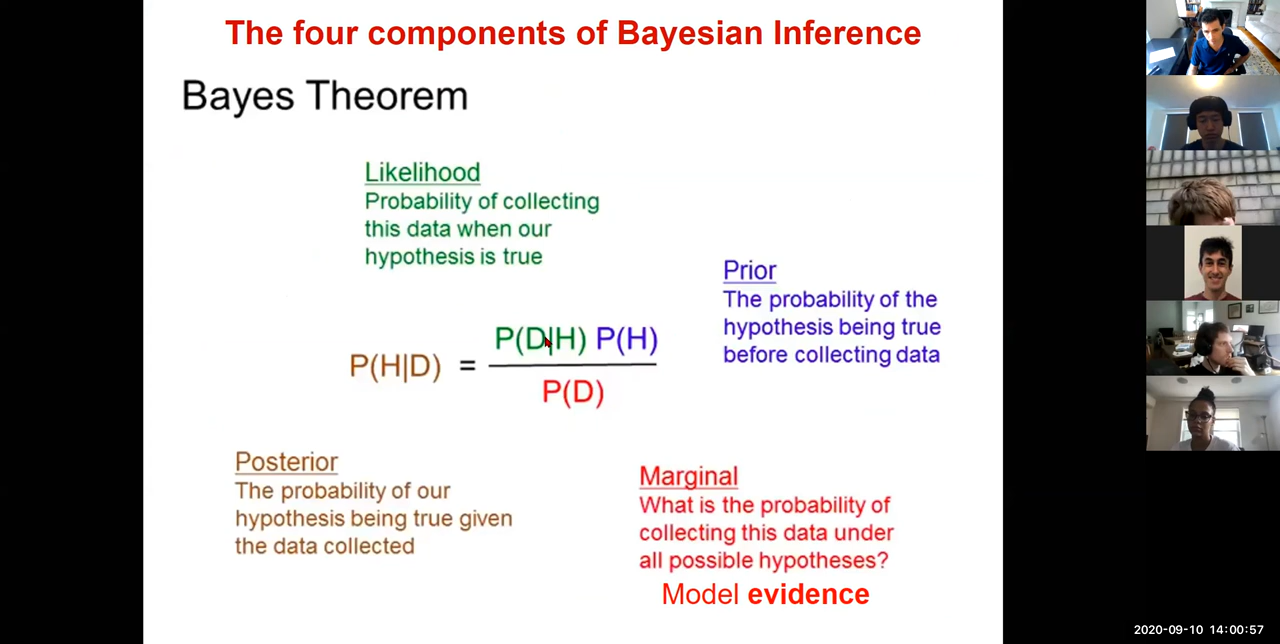 The four components of Bayesian Inference
Bayes Theorem
Likelihood
Probability of collecting
this data when our
hypothesis is true
Prior
The probability of the
hypothesis being true
before collecting data
P(H|D) = P(D|H) P(H)
P(D)
Posterior
The probability of our
hypothesis being true given
the data collected
Marginal
What is the probability of
collecting this data under
all possible hypotheses?
Model evidence
2020-09-10 14:00:57